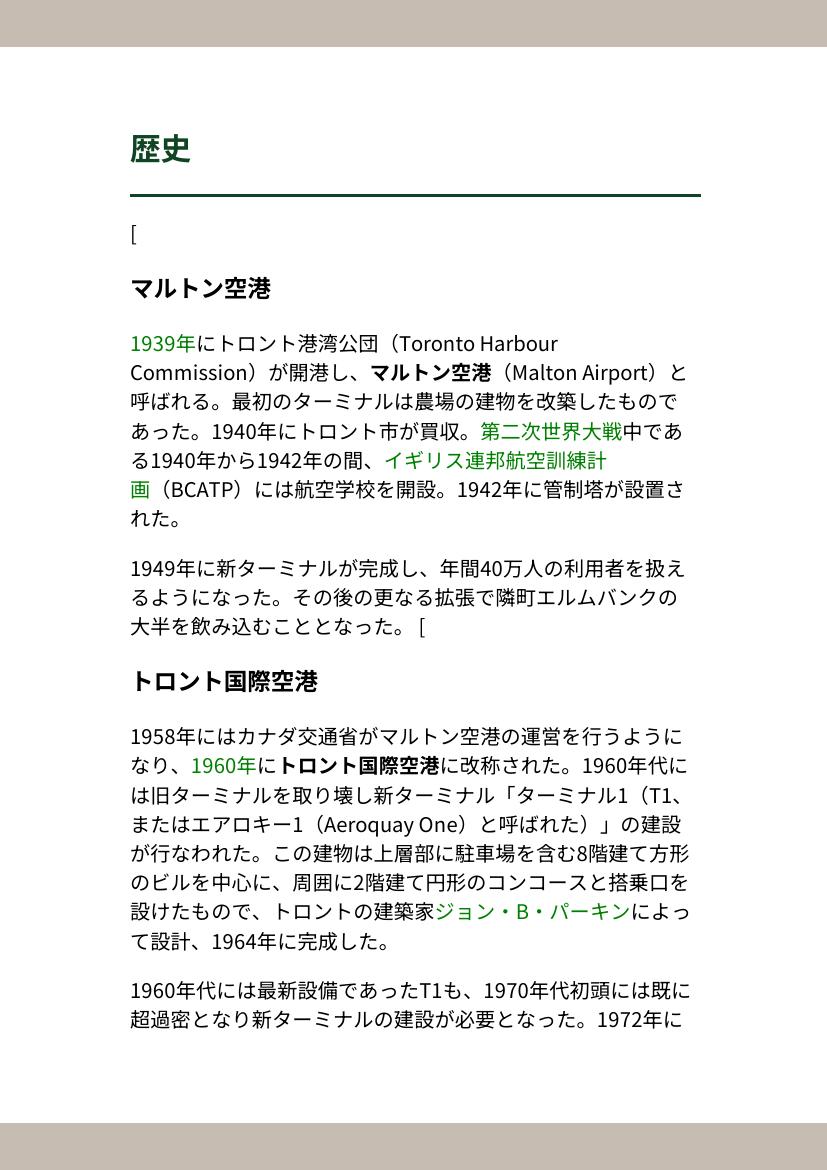 歴史
[
マルトン空港
1939年にトロント港湾公団（Toronto Harbour
Commission）が開港し、マルトン空港（Malton Airport）と
呼ばれる。最初のターミナルは農場の建物を改築したもので
あった。1940年にトロント市が買収。第二次世界大戦中であ
る1940年から1942年の間、イギリス連邦航空訓練計
画（BCATP）には航空学校を開設。1942年に管制塔が設置さ
れた。
1949年に新ターミナルが完成し、年間40万人の利用者を扱え
るようになった。その後の更なる拡張で隣町エルムバンクの
大半を飲み込むこととなった。 [
トロント国際空港
1958年にはカナダ交通省がマルトン空港の運営を行うように
なり、1960年にトロント国際空港に改称された。1960年代に
は旧ターミナルを取り壊し新ターミナル「ターミナル1（T1、
またはエアロキー1（Aeroquay One）と呼ばれた）」の建設
が行なわれた。この建物は上層部に駐車場を含む8階建て方形
のビルを中心に、周囲に2階建て円形のコンコースと搭乗口を
設けたもので、トロントの建築家ジョン・B・パーキンによっ
て設計、1964年に完成した。
1960年代には最新設備であったT1も、1970年代初頭には既に
超過密となり新ターミナルの建設が必要となった。1972年に